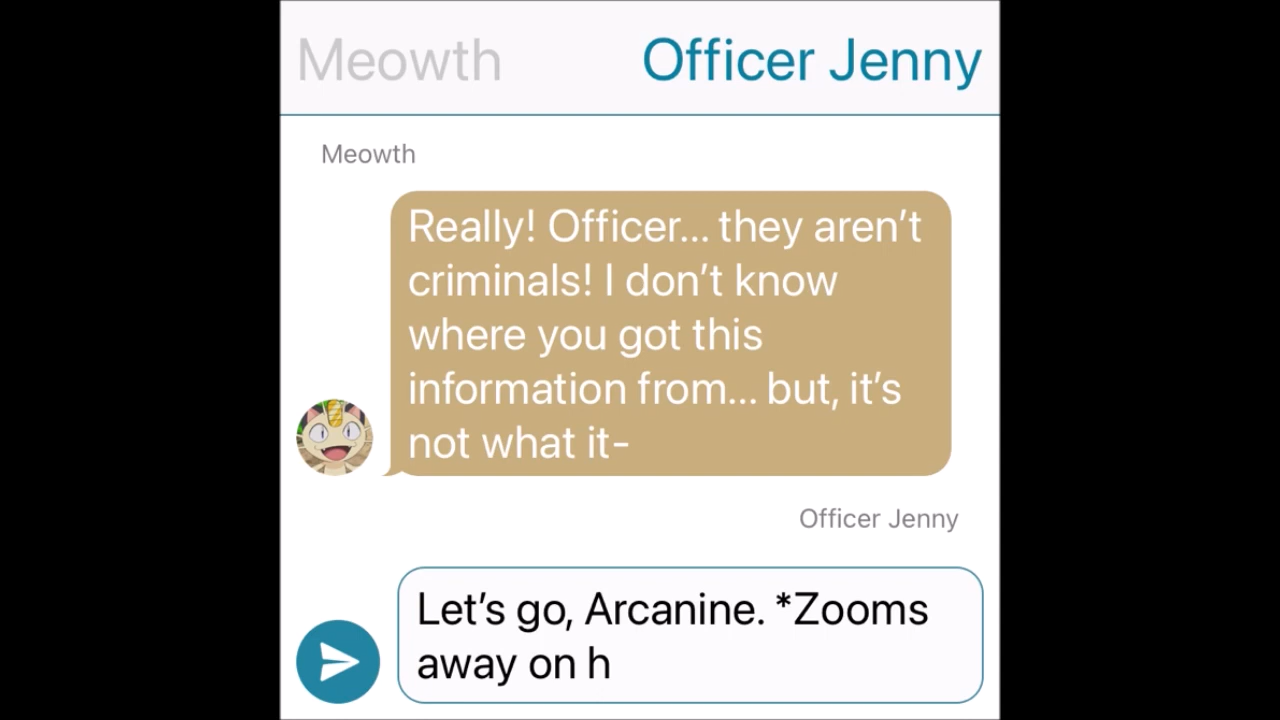 Meowth Officer Jenny
Meowth
Really! Officer... they aren't
criminals! I don't know
where you got this
information from... but, it's
not what it-
Officer Jenny
Let's go, Arcanine. *Zooms
away on h